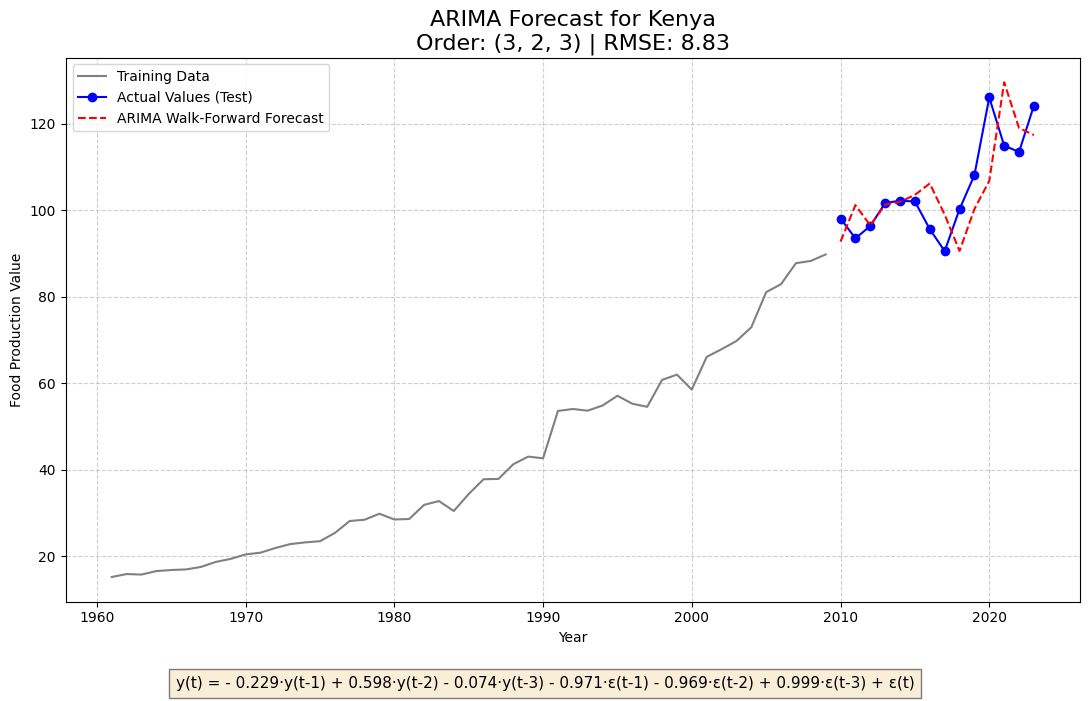 ARIMA Forecast for Kenya
Order: (3, 2, 3) | RMSE: 8.83
Training Data
Actual Values (Test)
ARIMA Walk-Forward Forecast
Food Production Value
120
100
80
60
40
20
1960 1970 1980 1990 2000 2010 2020
Year
y(t) = - 0.229·y(t-1) + 0.598·y(t-2) - 0.074·y(t-3) - 0.971·ε(t-1) - 0.969·ε(t-2) + 0.999·ε(t-3) + ε(t)